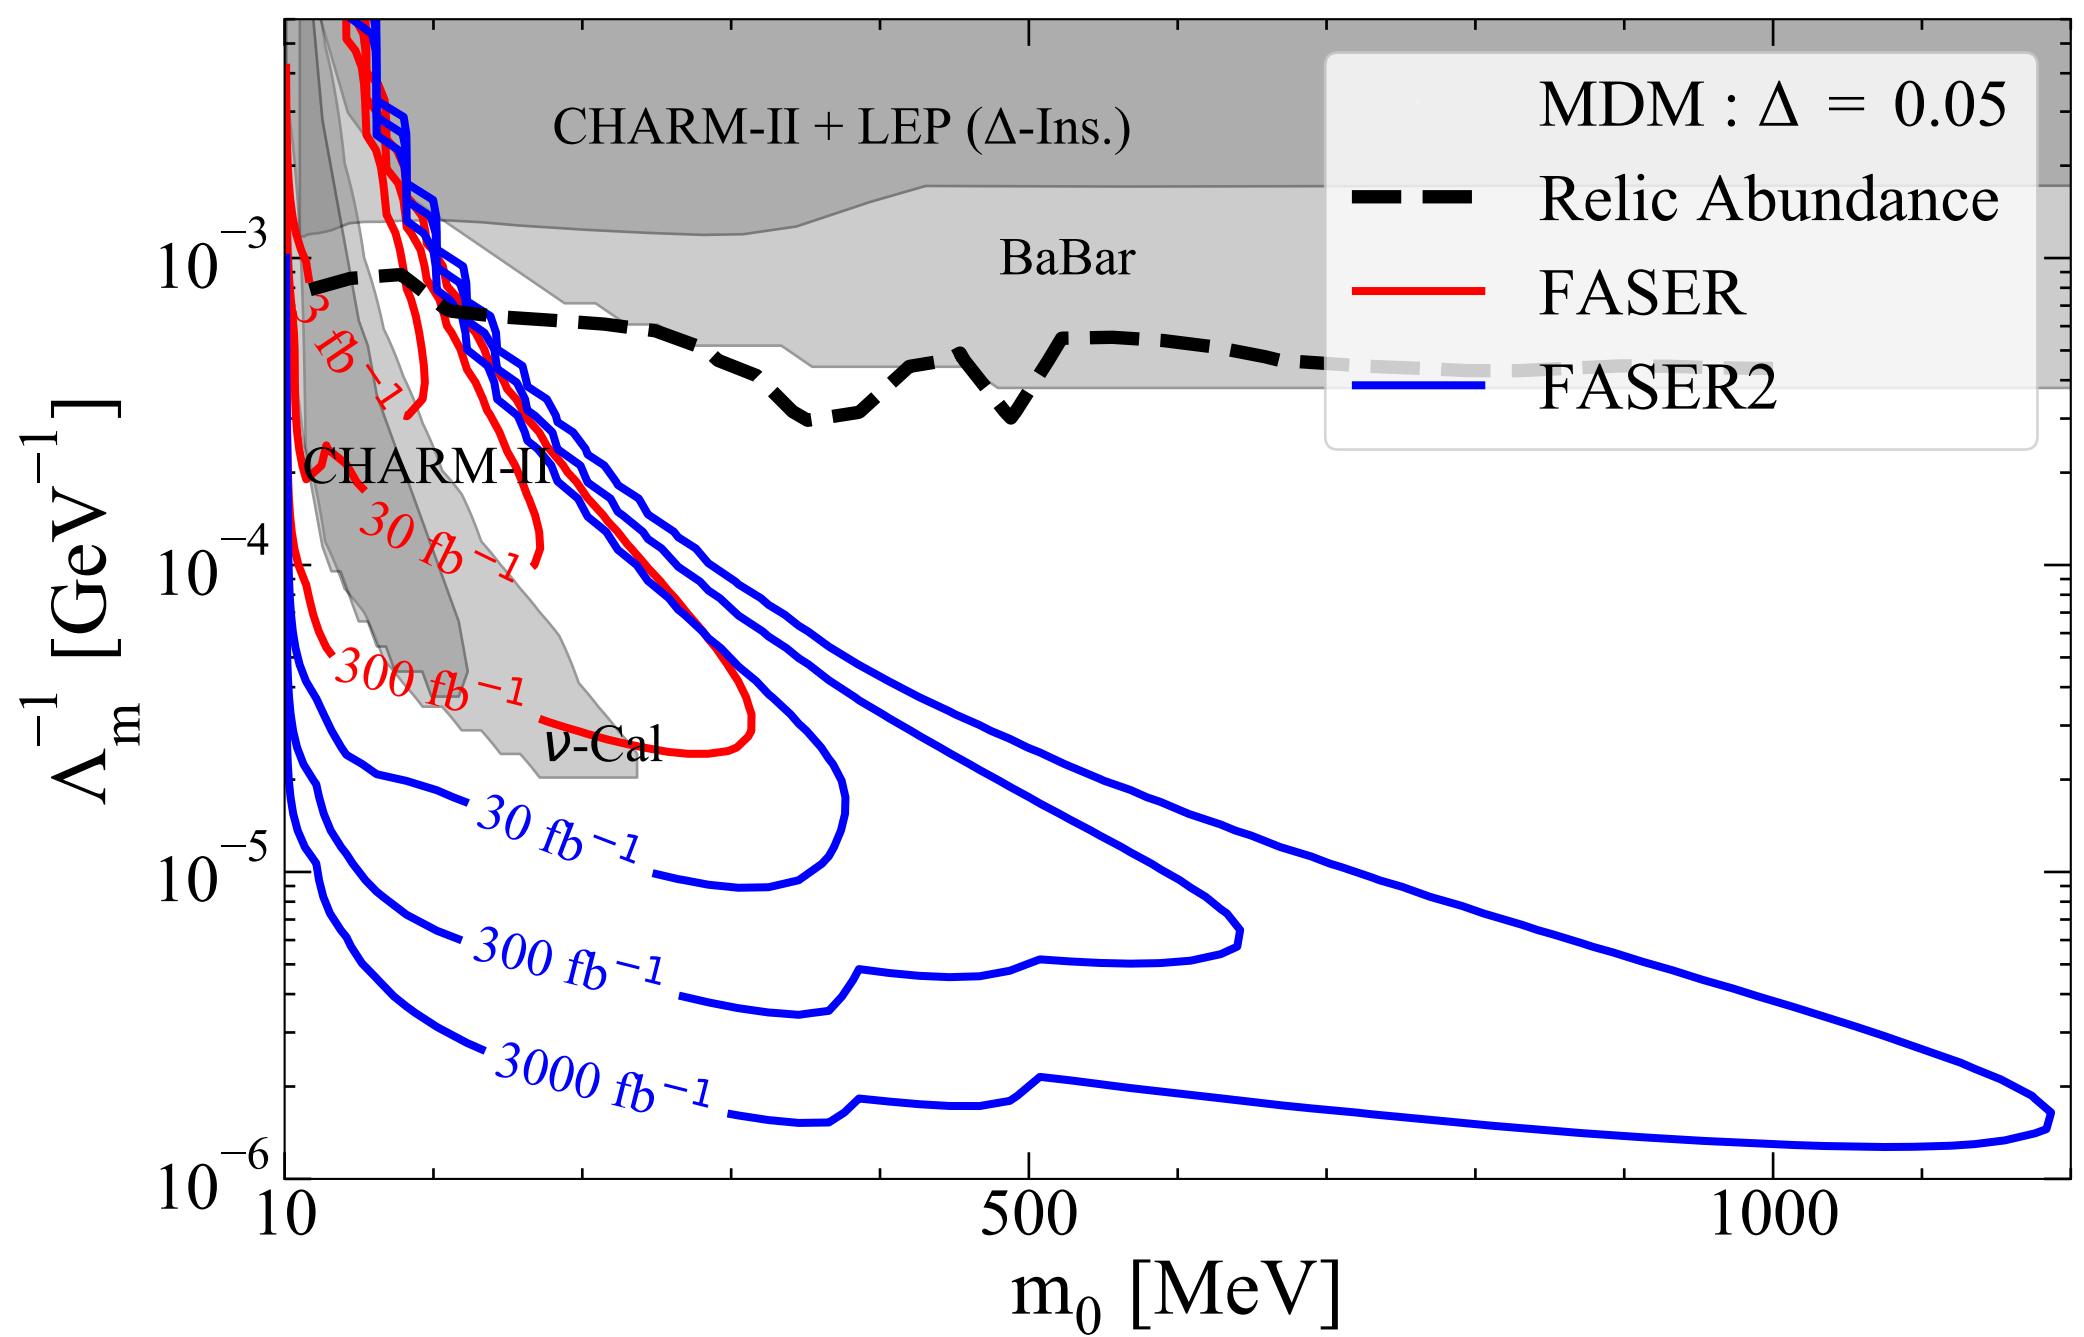 MDM : Δ = 0.05
Relic Abundance
FASER
FASER2
CHARM-II + LEP (Δ-Ins.)
BaBar
3 fb⁻¹
CHARM-II
30 fb⁻¹
300 fb⁻¹
ν-Cal
30 fb⁻¹
300 fb⁻¹
3000 fb⁻¹
10⁻³
10⁻⁴
10⁻⁵
10⁻⁶
Λₘ⁻¹ [GeV⁻¹]
10 500 1000
m₀ [MeV]